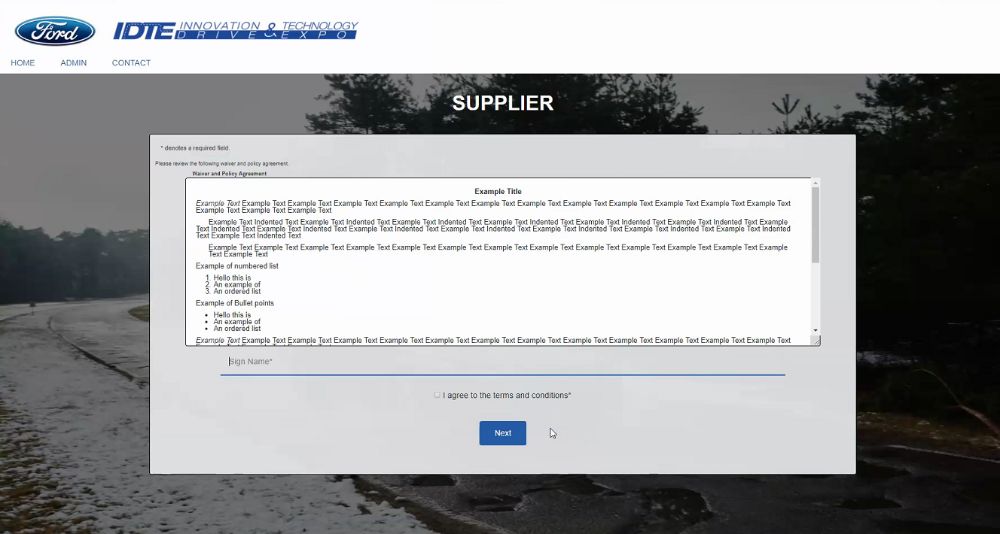 Ford IDTE INNOVATION & TECHNOLOGY
DRIVE & EXPO
HOME ADMIN CONTACT
SUPPLIER
* denotes a required field.
Please review the following waiver and policy agreement.
Waiver and Policy Agreement
Example Title
Example Text Example Text Example Text Example Text Example Text Example Text Example Text Example Text Example Text Example Text Example Text Example Text Example Text
Example Text Example Text Example Text
Example Text Indented Text Example Text Indented Text Example Text Indented Text Example Text Indented Text Example Text Indented Text Example Text Indented Text Example
Text Indented Text Example Text Indented Text Example Text Indented Text Example Text Indented Text Example Text Indented Text Example Text Indented Text Example Text Indented
Text Example Text Indented Text
Example Text Example Text Example Text Example Text Example Text Example Text Example Text Example Text Example Text Example Text Example Text Example Text Example
Text Example Text
Example of numbered list
1. Hello this is
2. An example of
3. An ordered list
Example of Bullet points
• Hello this is
• An example of
• An ordered list
Example Text Example Text Example Text Example Text Example Text Example Text Example Text Example Text Example Text Example Text Example Text Example Text Example Text
Sign Name*
I agree to the terms and conditions*
Next